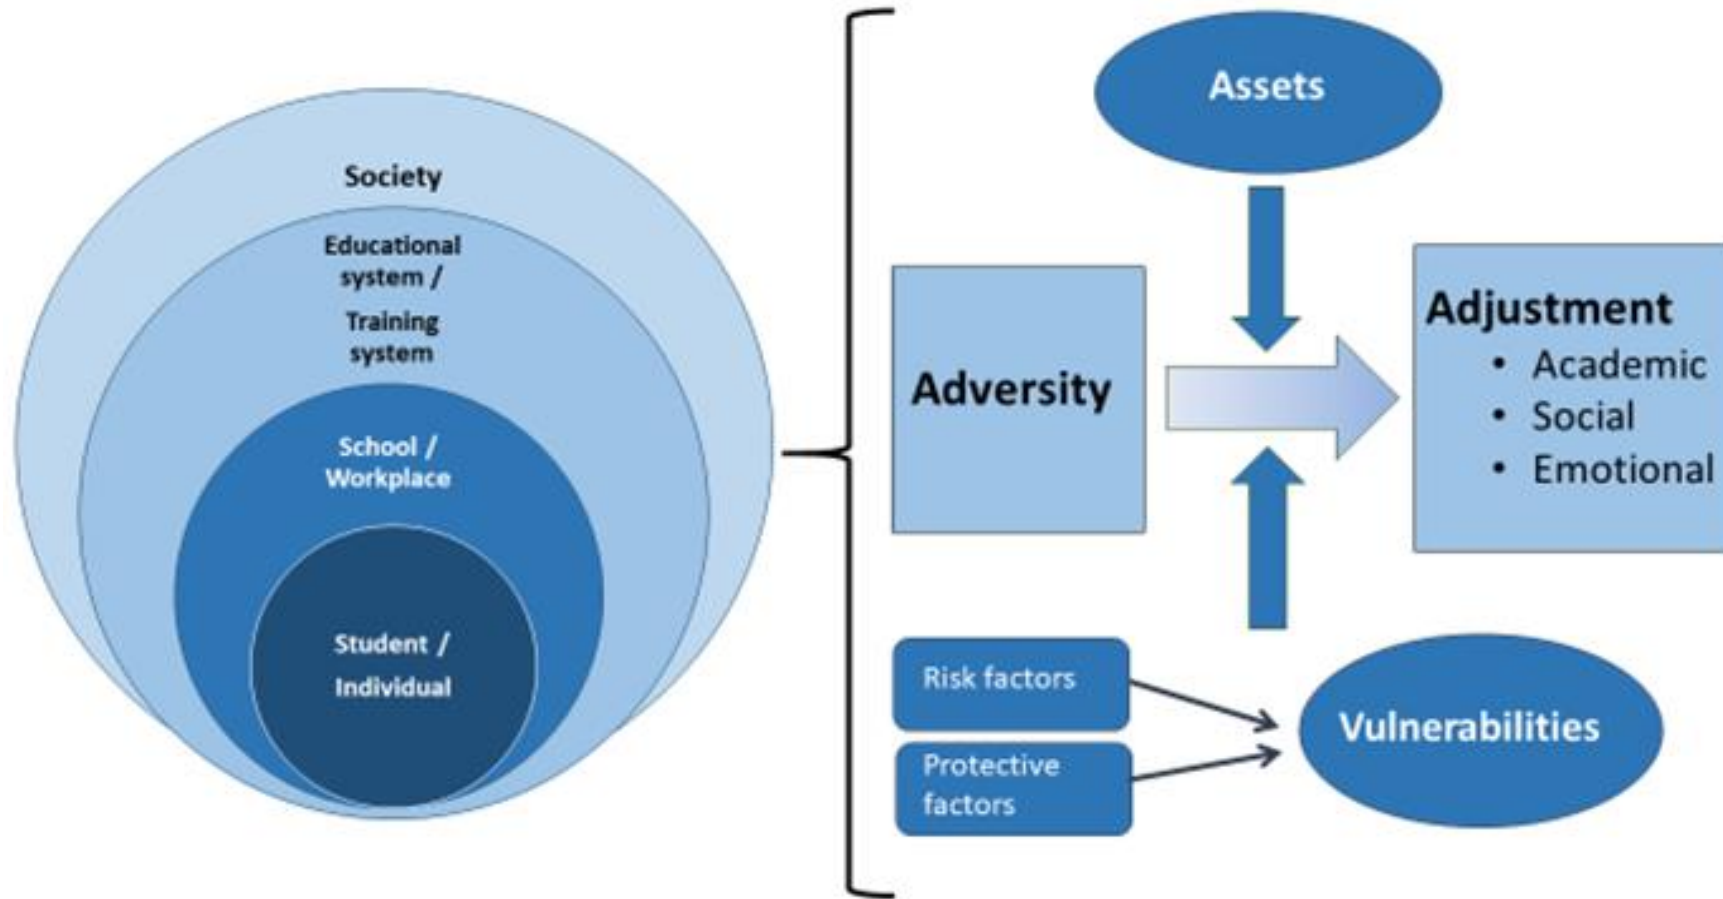 Society
Educational
system /
Training
system
School /
Workplace
Student /
Individual
Assets
Adversity
Adjustment
• Academic
• Social
• Emotional
Risk factors
Protective
factors
Vulnerabilities